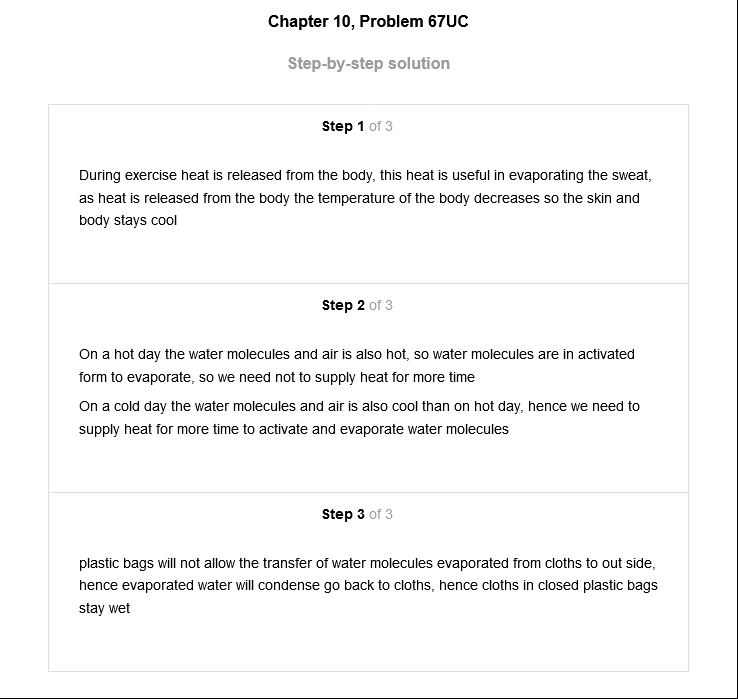 Chapter 10, Problem 67UC
Step-by-step solution
Step 1 of 3
During exercise heat is released from the body, this heat is useful in evaporating the sweat,
as heat is released from the body the temperature of the body decreases so the skin and
body stays cool
Step 2 of 3
On a hot day the water molecules and air is also hot, so water molecules are in activated
form to evaporate, so we need not to supply heat for more time
On a cold day the water molecules and air is also cool than on hot day, hence we need to
supply heat for more time to activate and evaporate water molecules
Step 3 of 3
plastic bags will not allow the transfer of water molecules evaporated from cloths to out side,
hence evaporated water will condense go back to cloths, hence cloths in closed plastic bags
stay wet